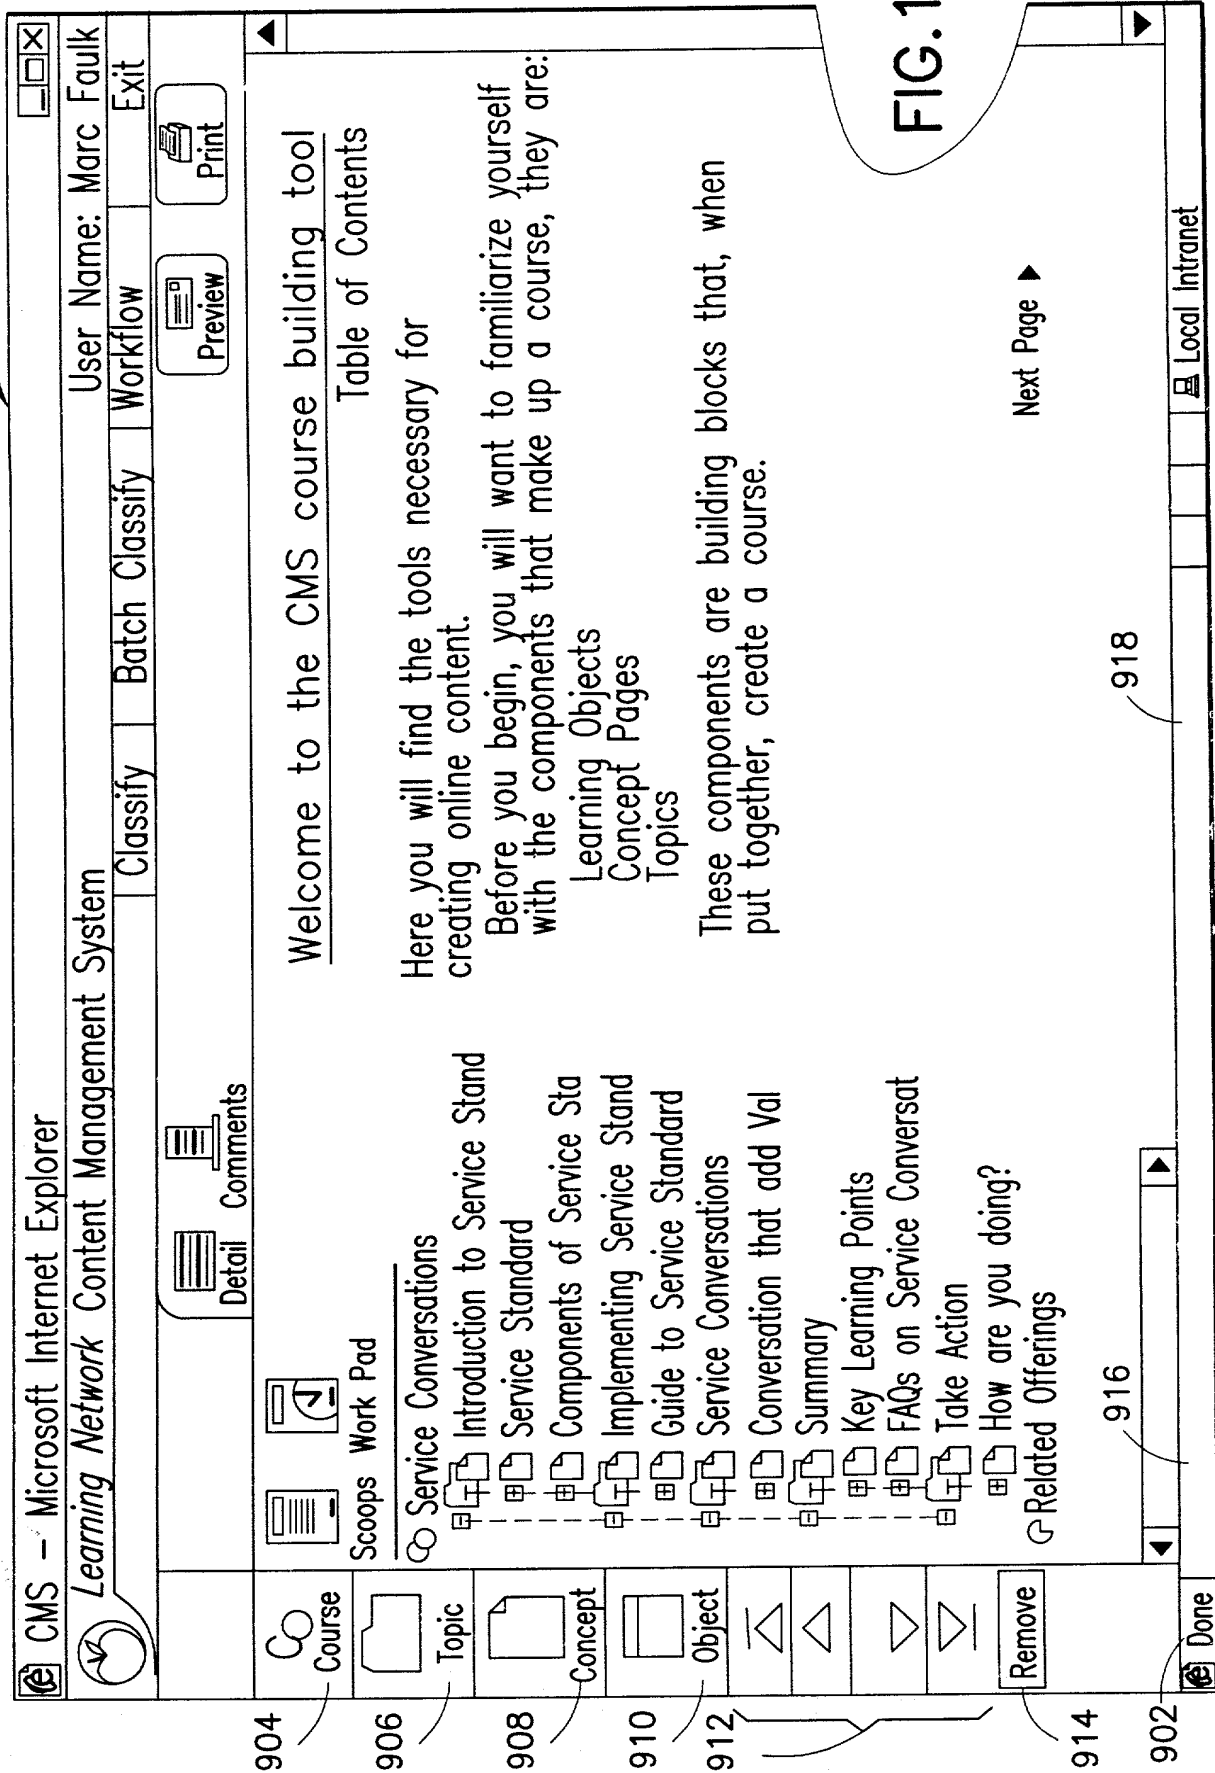 CMS – Microsoft Internet Explorer
Learning Network Content Management System
User Name: Marc Faulk
Classify
Batch Classify
Workflow
Exit
Detail
Comments
Preview
Print
904
Course
906
Topic
908
Concept
910
Object
912
Remove
914
902
Scoops
Work Pad
Service Conversations
Introduction to Service Stand
Service Standard
Components of Service Sta
Implementing Service Stand
Guide to Service Standard
Service Conversations
Conversation that add Val
Summary
Key Learning Points
FAQs on Service Conversat
Take Action
How are you doing?
Related Offerings
916
Welcome to the CMS course building tool
Table of Contents
Here you will find the tools necessary for
creating online content.
Before you begin, you will want to familiarize yourself
with the components that make up a course, they are:
Learning Objects
Concept Pages
Topics
These components are building blocks that, when
put together, create a course.
Next Page
918
Done
Local Intranet